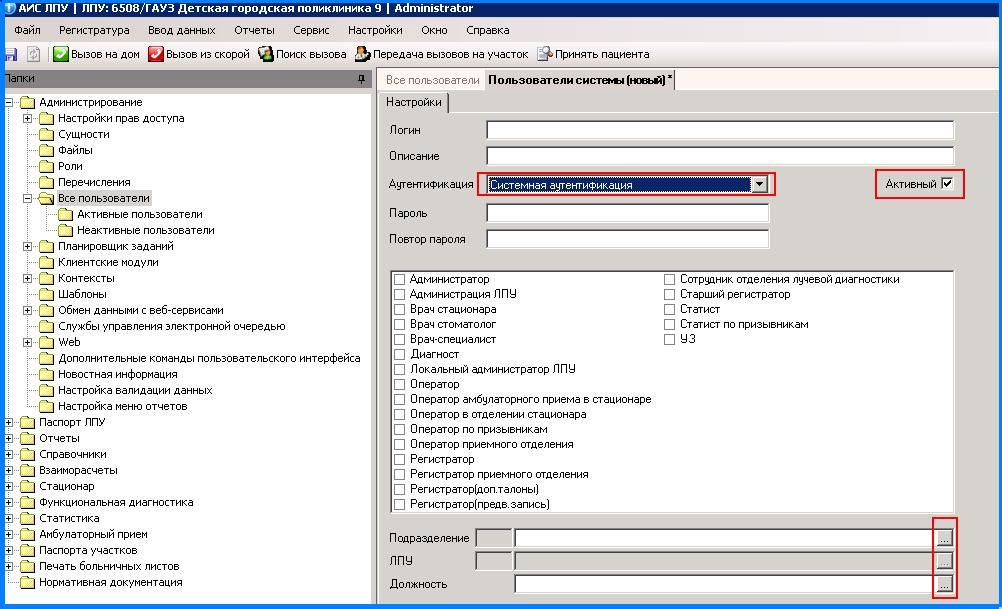 АИС ЛПУ | ЛПУ: 6508/ГАУЗ Детская городская поликлиника 9 | Administrator
Файл Регистратура Ввод данных Отчеты Сервис Настройки Окно Справка
Вызов на дом Вызов из скорой Поиск вызова Передача вызовов на участок Принять пациента
Папки
Администрирование
Настройки прав доступа
Сущности
Файлы
Роли
Перечисления
Все пользователи
Активные пользователи
Неактивные пользователи
Планировщик заданий
Клиентские модули
Контексты
Шаблоны
Обмен данными с веб-сервисами
Службы управления электронной очередью
Web
Дополнительные команды пользовательского интерфейса
Новостная информация
Настройка валидации данных
Настройка меню отчетов
Паспорт ЛПУ
Отчеты
Справочники
Взаиморасчеты
Стационар
Функциональная диагностика
Статистика
Амбулаторный прием
Паспорта участков
Печать больничных листов
Нормативная документация
Все пользователи Пользователи системы (новый) *
Настройки
Логин
Описание
Аутентификация Системная аутентификация Активный
Пароль
Повтор пароля
Администратор
Администрация ЛПУ
Врач стационара
Врач стоматолог
Врач-специалист
Диагност
Локальный администратор ЛПУ
Оператор
Оператор амбулаторного приема в стационаре
Оператор в отделении стационара
Оператор по призывникам
Оператор приемного отделения
Регистратор
Регистратор приемного отделения
Регистратор(доп.талоны)
Регистратор(предв.запись)
Сотрудник отделения лучевой диагностики
Старший регистратор
Статист
Статист по призывникам
УЗ
Подразделение ...
ЛПУ ...
Должность ...